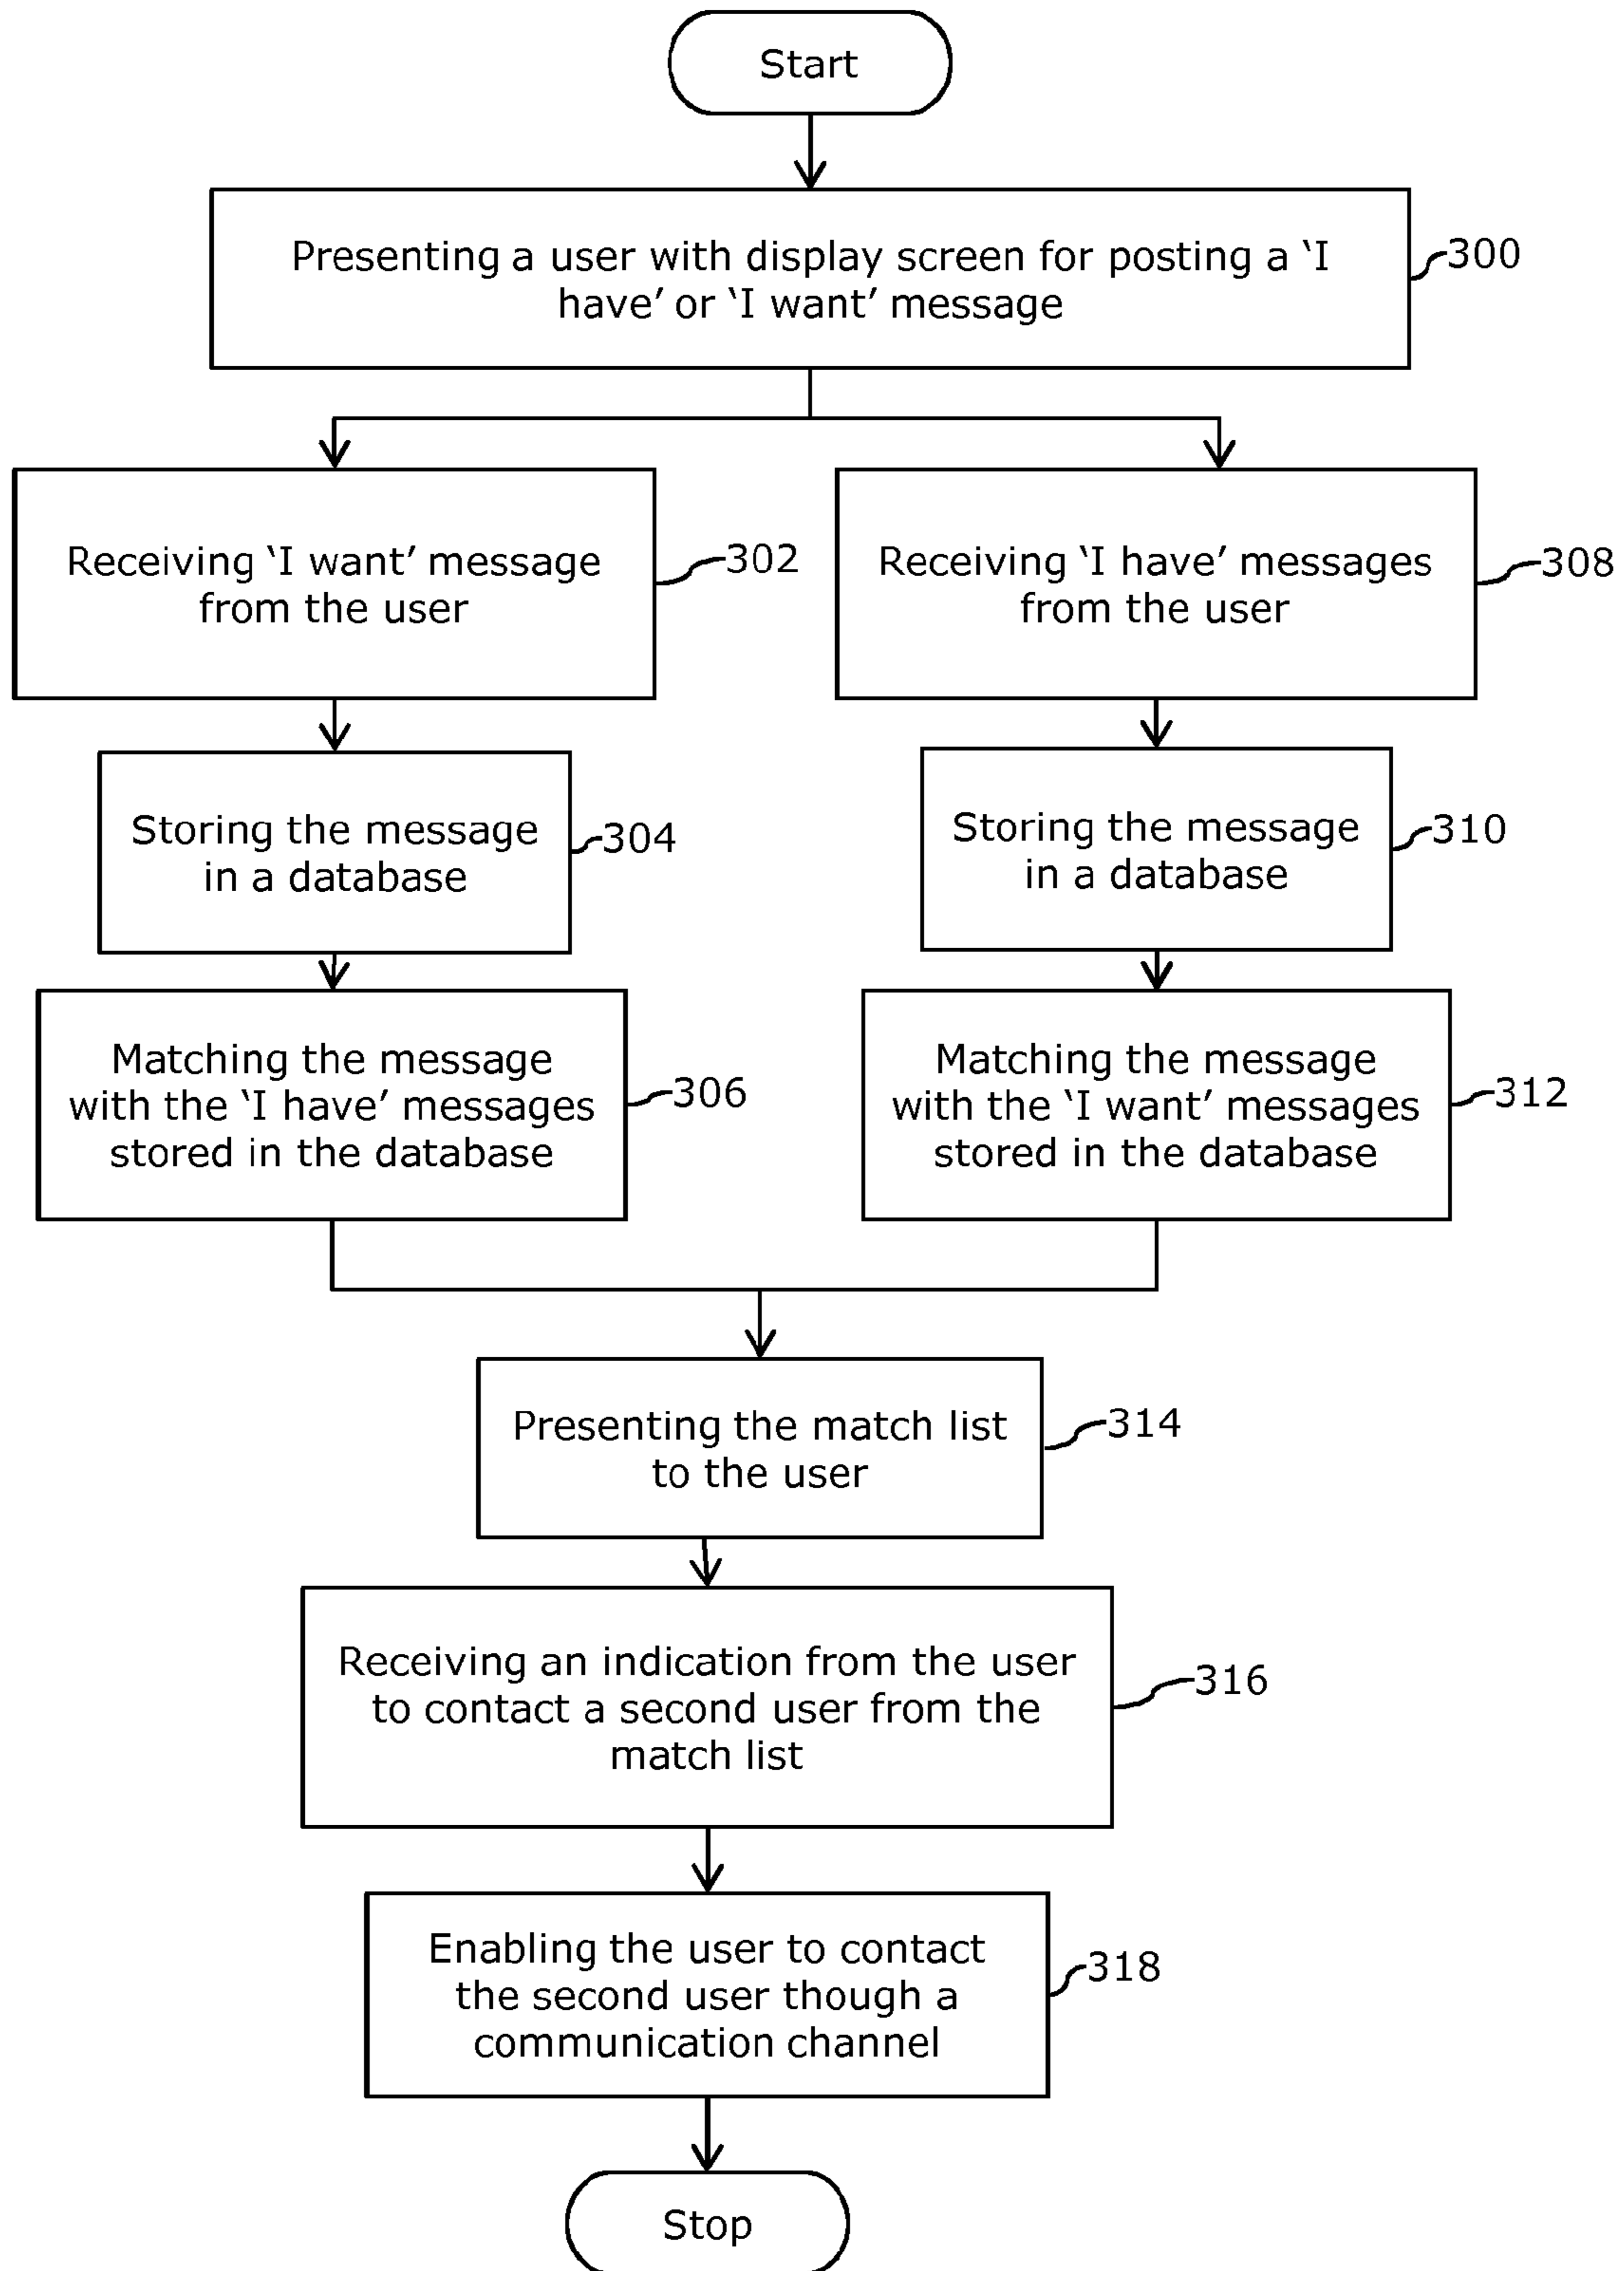 Start
Presenting a user with display screen for posting a ‘I
have’ or ‘I want’ message
300
Receiving ‘I want’ message
from the user
302
Storing the message
in a database
304
Matching the message
with the ‘I have’ messages
stored in the database
306
Receiving ‘I have’ messages
from the user
308
Storing the message
in a database
310
Matching the message
with the ‘I want’ messages
stored in the database
312
Presenting the match list
to the user
314
Receiving an indication from the user
to contact a second user from the
match list
316
Enabling the user to contact
the second user though a
communication channel
318
Stop